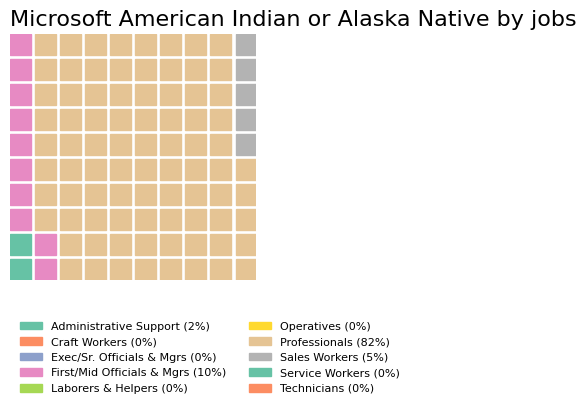 Microsoft American Indian or Alaska Native by jobs
Administrative Support (2%)
Craft Workers (0%)
Exec/Sr. Officials & Mgrs (0%)
First/Mid Officials & Mgrs (10%)
Laborers & Helpers (0%)
Operatives (0%)
Professionals (82%)
Sales Workers (5%)
Service Workers (0%)
Technicians (0%)